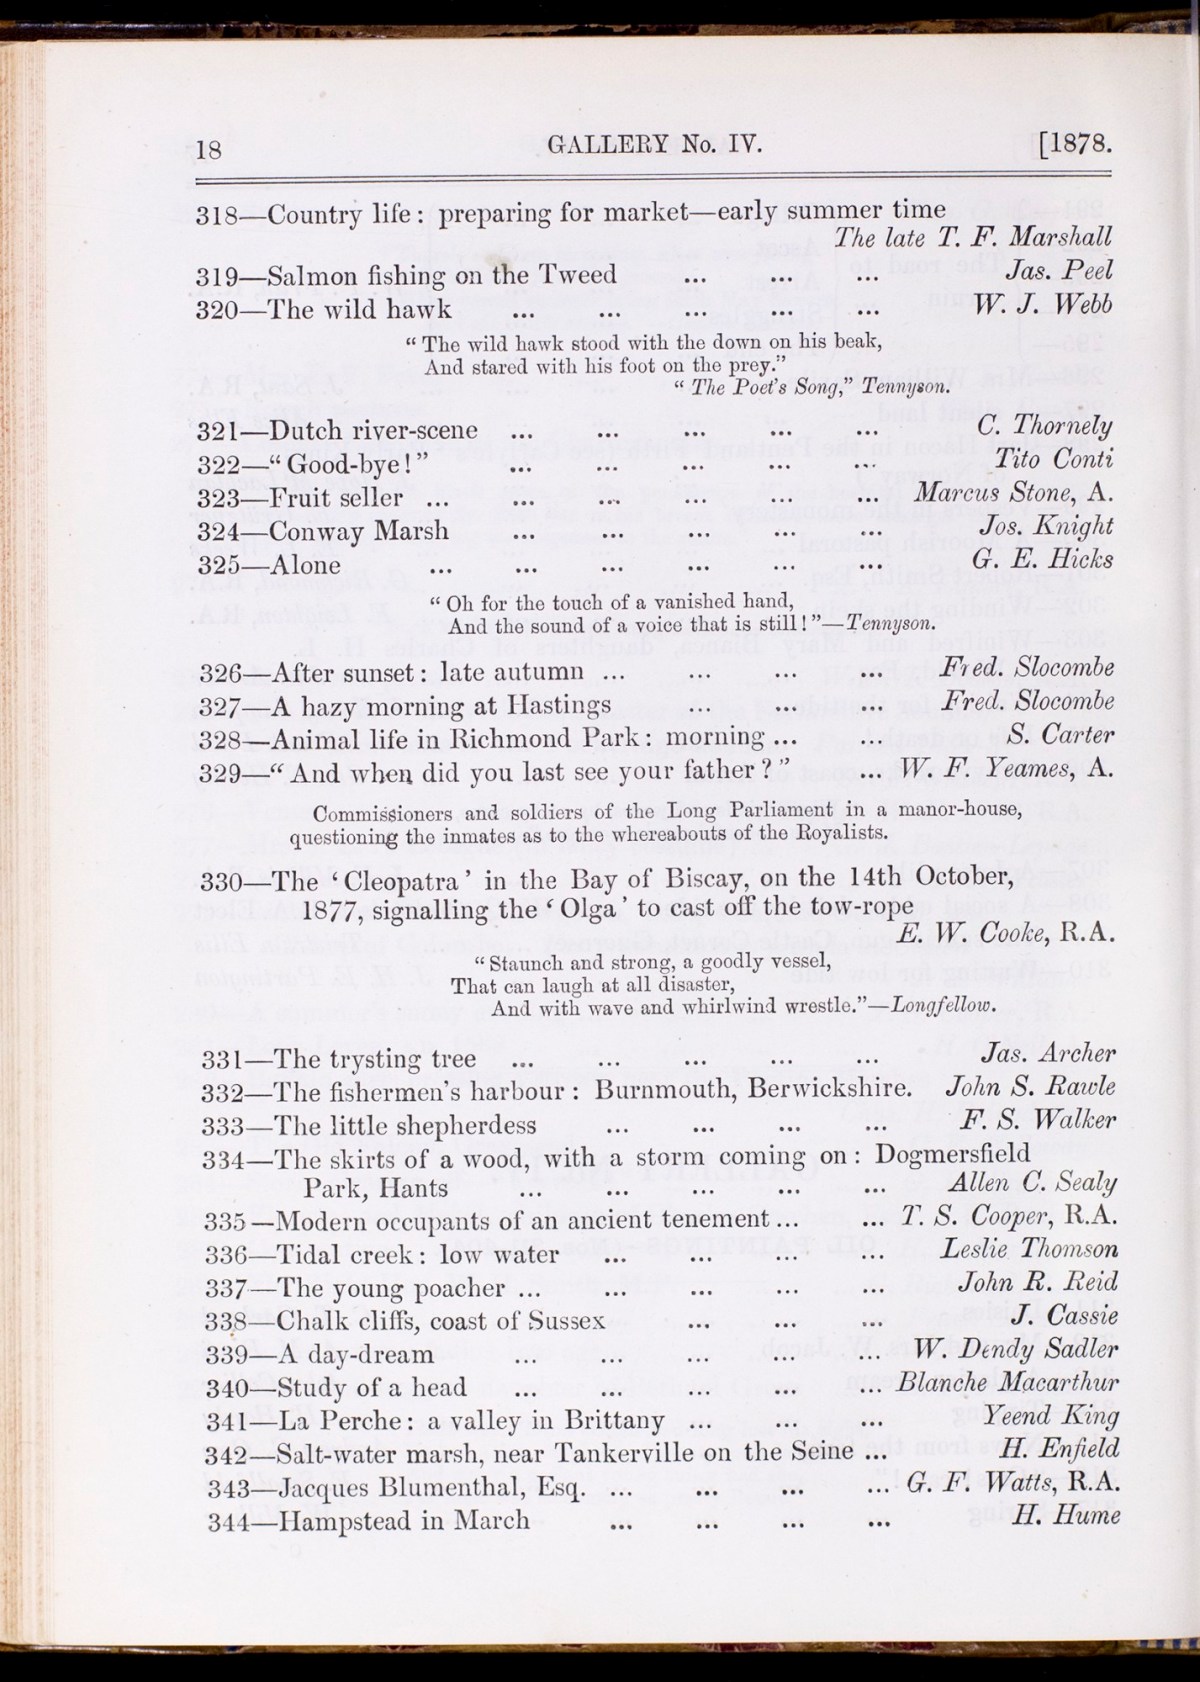 18 GALLERY No. IV. [1878.
318—Country life: preparing for market—early summer time
The late T. F. Marshall
319—Salmon fishing on the Tweed ... ... ... Jas. Peel
320—The wild hawk ... ... ... ... ... W. J. Webb
“ The wild hawk stood with the down on his beak,
And stared with his foot on the prey.”
“ The Poet's Song,” Tennyson.
321—Dutch river-scene ... ... ... ... ... C. Thornely
322—“ Good-bye! ” ... ... ... ... ... Tito Conti
323—Fruit seller ... ... ... ... ... ... Marcus Stone, A.
324—Conway Marsh ... ... ... ... ... Jos. Knight
325—Alone ... ... ... ... ... ... G. E. Hicks
“ Oh for the touch of a vanished hand,
And the sound of a voice that is still! ”—Tennyson.
326—After sunset: late autumn ... ... ... ... Fred. Slocombe
327—A hazy morning at Hastings ... ... ... Fred. Slocombe
328—Animal life in Richmond Park: morning ... ... S. Carter
329—“ And when did you last see your father? ” ... W. F. Yeames, A.
Commissioners and soldiers of the Long Parliament in a manor-house,
questioning the inmates as to the whereabouts of the Royalists.
330—The ‘ Cleopatra ’ in the Bay of Biscay, on the 14th October,
1877, signalling the ‘ Olga ’ to cast off the tow-rope
E. W. Cooke, R.A.
“ Staunch and strong, a goodly vessel,
That can laugh at all disaster,
And with wave and whirlwind wrestle.”—Longfellow.
331—The trysting tree ... ... ... ... ... Jas. Archer
332—The fishermen's harbour: Burnmouth, Berwickshire. John S. Rawle
333—The little shepherdess ... ... ... ... F. S. Walker
334—The skirts of a wood, with a storm coming on: Dogmersfield
Park, Hants ... ... ... ... ... Allen C. Sealy
335—Modern occupants of an ancient tenement ... ... T. S. Cooper, R.A.
336—Tidal creek: low water ... ... ... ... Leslie Thomson
337—The young poacher ... ... ... ... ... John R. Reid
338—Chalk cliffs, coast of Sussex ... ... ... J. Cassie
339—A day-dream ... ... ... ... ... W. Dendy Sadler
340—Study of a head ... ... ... ... ... Blanche Macarthur
341—La Perche: a valley in Brittany ... ... ... Yeend King
342—Salt-water marsh, near Tankerville on the Seine ... H. Enfield
343—Jacques Blumenthal, Esq. ... ... ... ... G. F. Watts, R.A.
344—Hampstead in March ... ... ... ... H. Hume